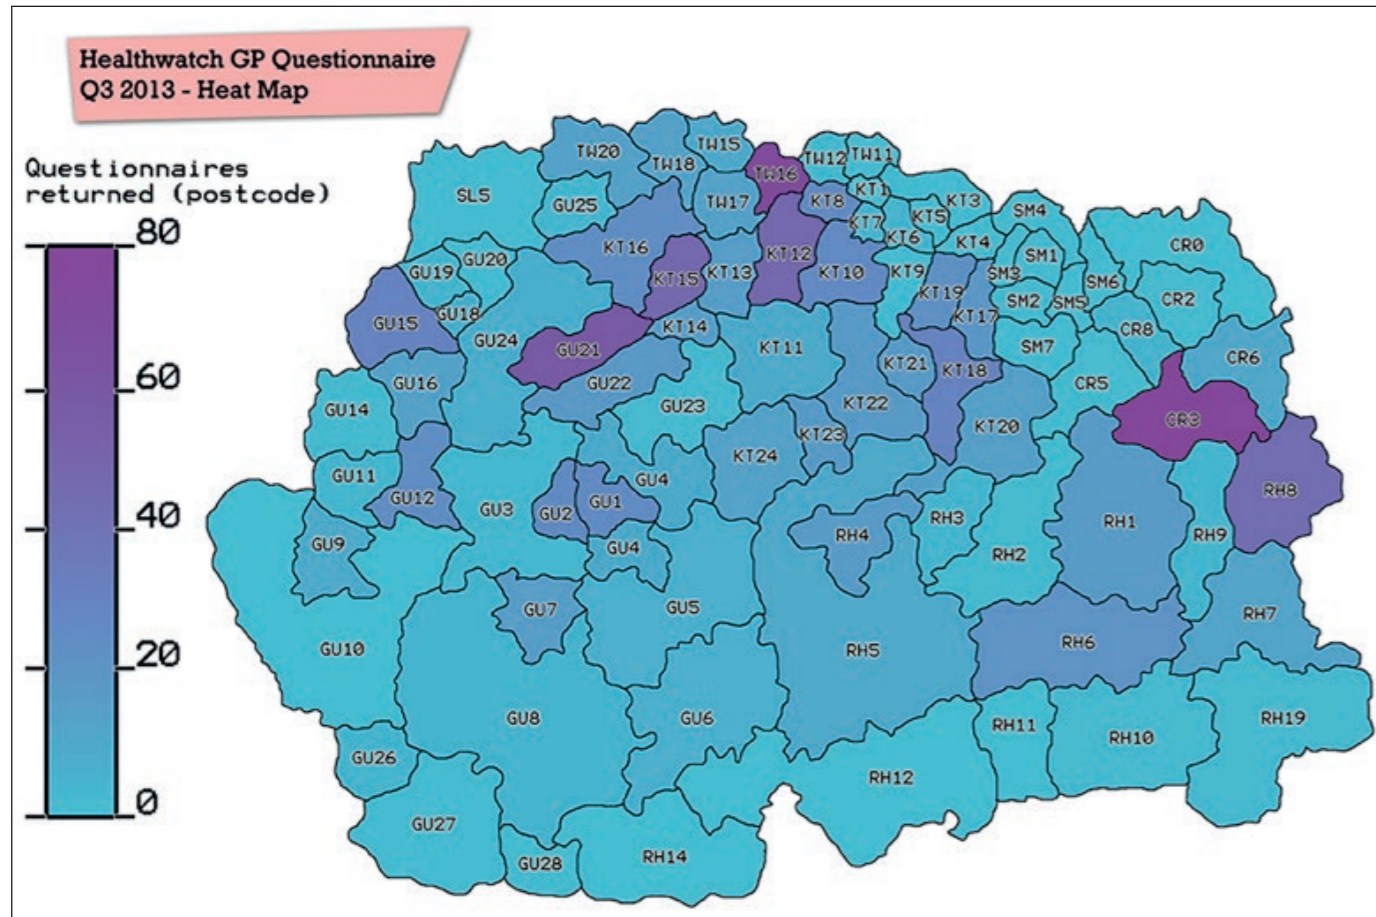 Healthwatch GP Questionnaire
Q3 2013 - Heat Map
Questionnaires
returned (postcode)
80
60
40
20
0
TW20
TW18
TW15
TW16
TW12
TW11
SL5
GU25
TW17
KT8
KT1
KT3
KT7
KT5
KT6
KT4
SM4
CR0
KT16
KT15
KT13
KT12
KT10
KT9
KT19
KT17
SM3
SM1
SM2
SM5
SM6
CR2
GU19
GU20
GU18
GU15
GU24
GU21
KT14
KT11
KT21
KT18
SM7
CR8
CR6
GU16
GU22
GU14
GU23
KT22
KT20
CR5
CR3
GU11
GU12
GU3
GU2
GU1
GU4
KT24
KT23
RH8
GU9
GU4
RH4
RH3
RH2
RH1
RH9
GU10
GU7
GU5
RH5
RH6
RH7
GU8
GU6
RH11
RH10
RH19
GU26
RH12
GU27
GU28
RH14